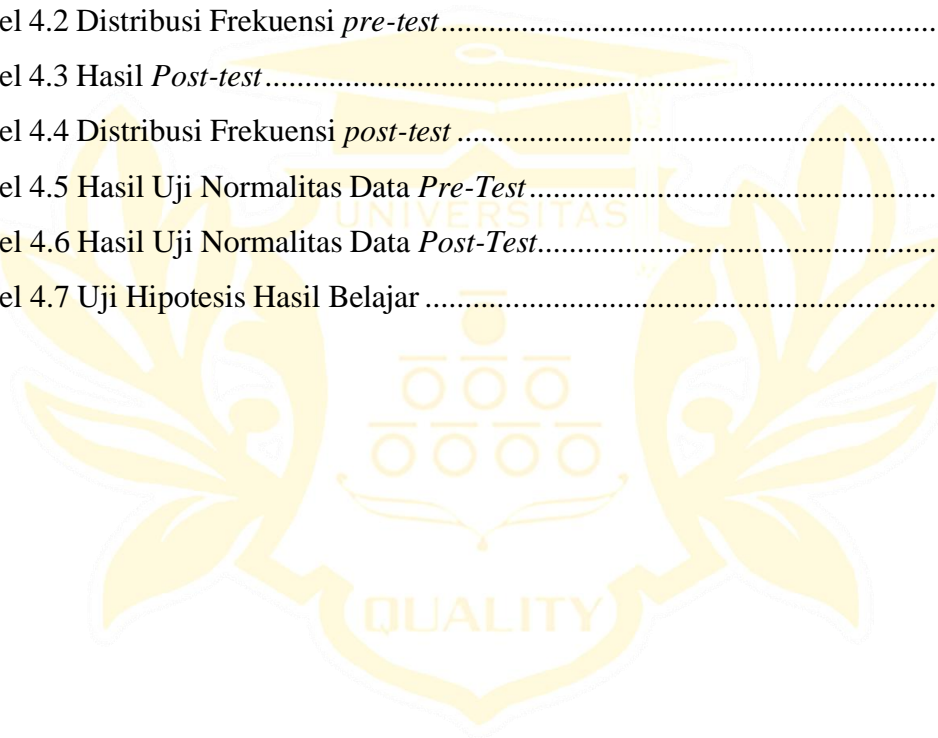 el 4.2 Distribusi Frekuensi pre-test....................................................................................
el 4.3 Hasil Post-test..................................................................................................................
el 4.4 Distribusi Frekuensi post-test ..................................................................................
el 4.5 Hasil Uji Normalitas Data Pre-Test.....................................................................
UNIVERSITAS
el 4.6 Hasil Uji Normalitas Data Post-Test....................................................................
el 4.7 Uji Hipotesis Hasil Belajar .......................................................................................
QUALITY